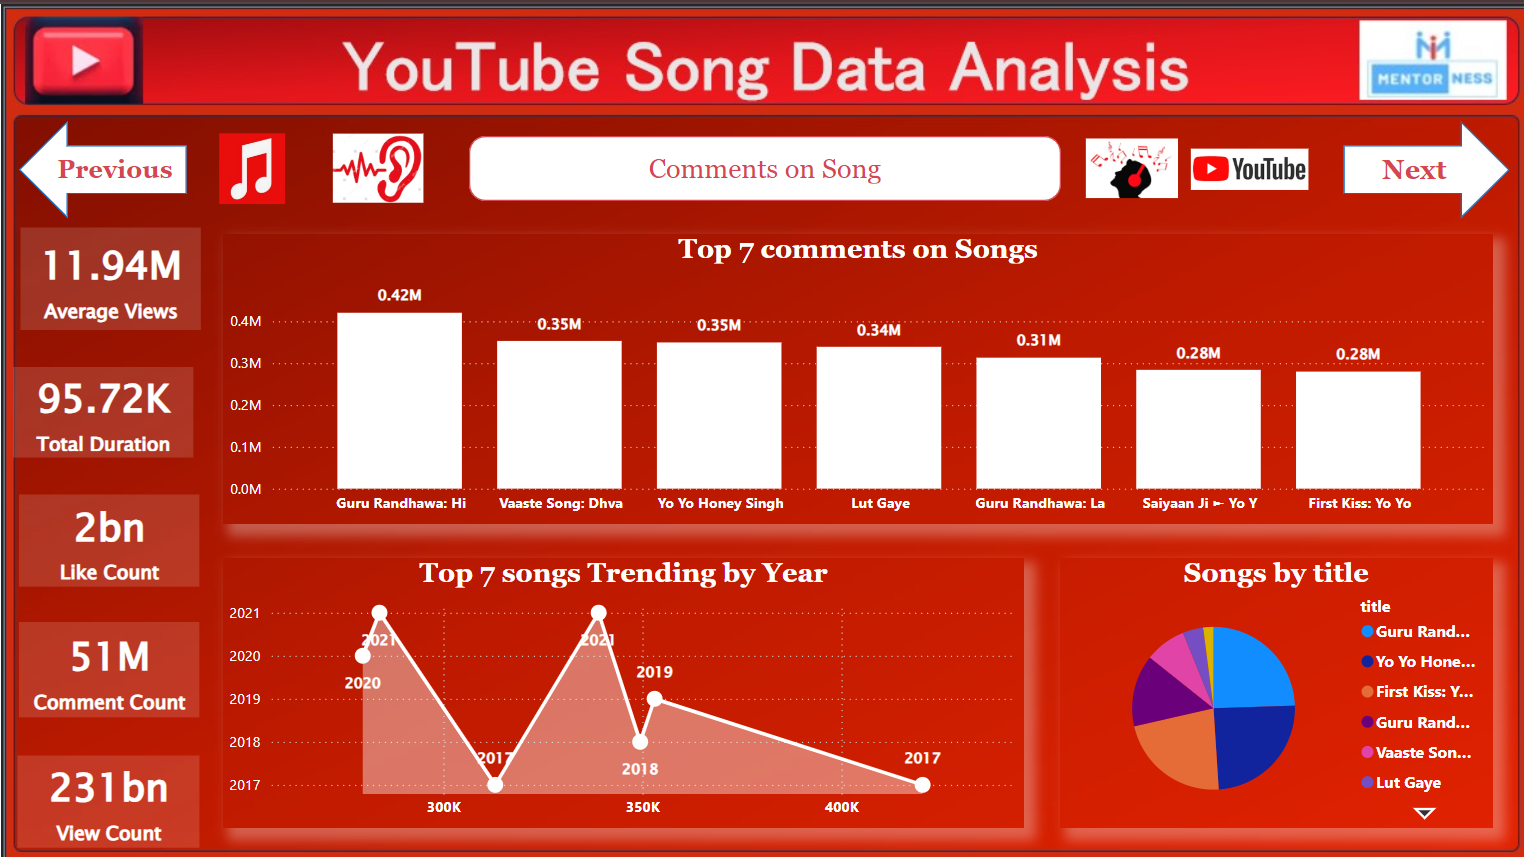 YouTube Song Data Analysis
MENTOR NESS
Previous
Comments on Song
YouTube
Next
11.94M
Average Views
95.72K
Total Duration
2bn
Like Count
51M
Comment Count
231bn
View Count
Top 7 comments on Songs
0.4M
0.3M
0.2M
0.1M
0.0M
0.42M
0.35M
0.35M
0.34M
0.31M
0.28M
0.28M
Guru Randhawa: Hi
Vaaste Song: Dhva
Yo Yo Honey Singh
Lut Gaye
Guru Randhawa: La
Saiyaan Ji ► Yo Y
First Kiss: Yo Yo
Top 7 songs Trending by Year
2021
2020
2019
2018
2017
2020
2021
2017
2021
2018
2019
2017
300K
350K
400K
Songs by title
title
Guru Rand...
Yo Yo Hone...
First Kiss: Y...
Guru Rand...
Vaaste Son...
Lut Gaye